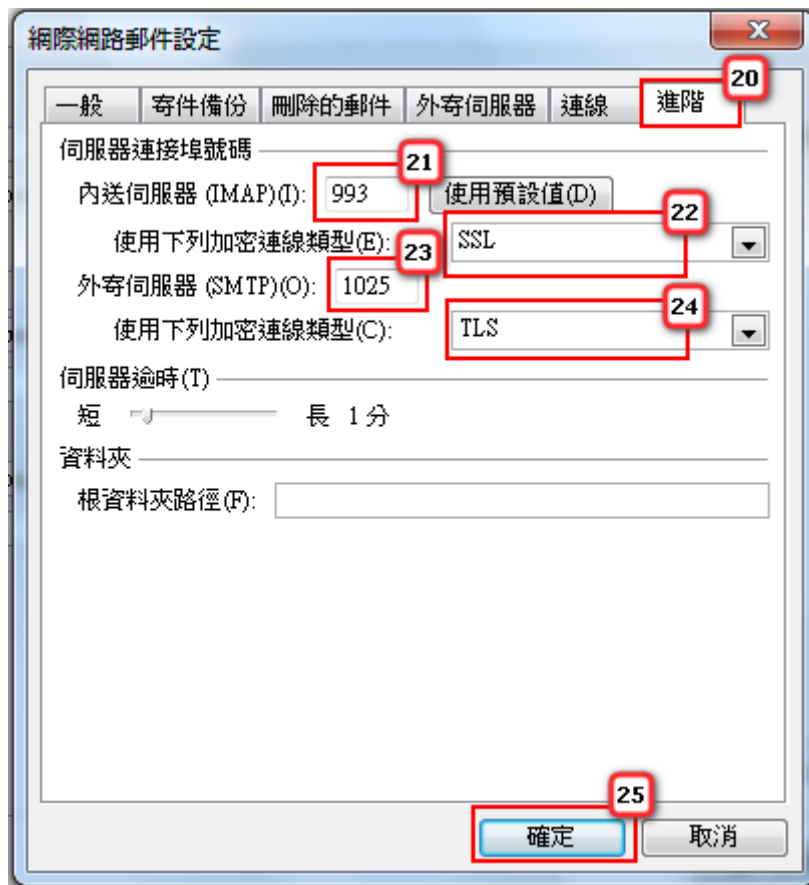 網際網路郵件設定
20
一般 寄件備份 刪除的郵件 外寄伺服器 連線 進階
伺服器連接埠號碼
21
內送伺服器 (IMAP)(I): 993 使用預設值(D)
22
使用下列加密連線類型(E): SSL
23
外寄伺服器 (SMTP)(O): 1025
24
使用下列加密連線類型(C): TLS
伺服器逾時(T)
短 長 1 分
資料夾
根資料夾路徑(F):
25
確定 取消